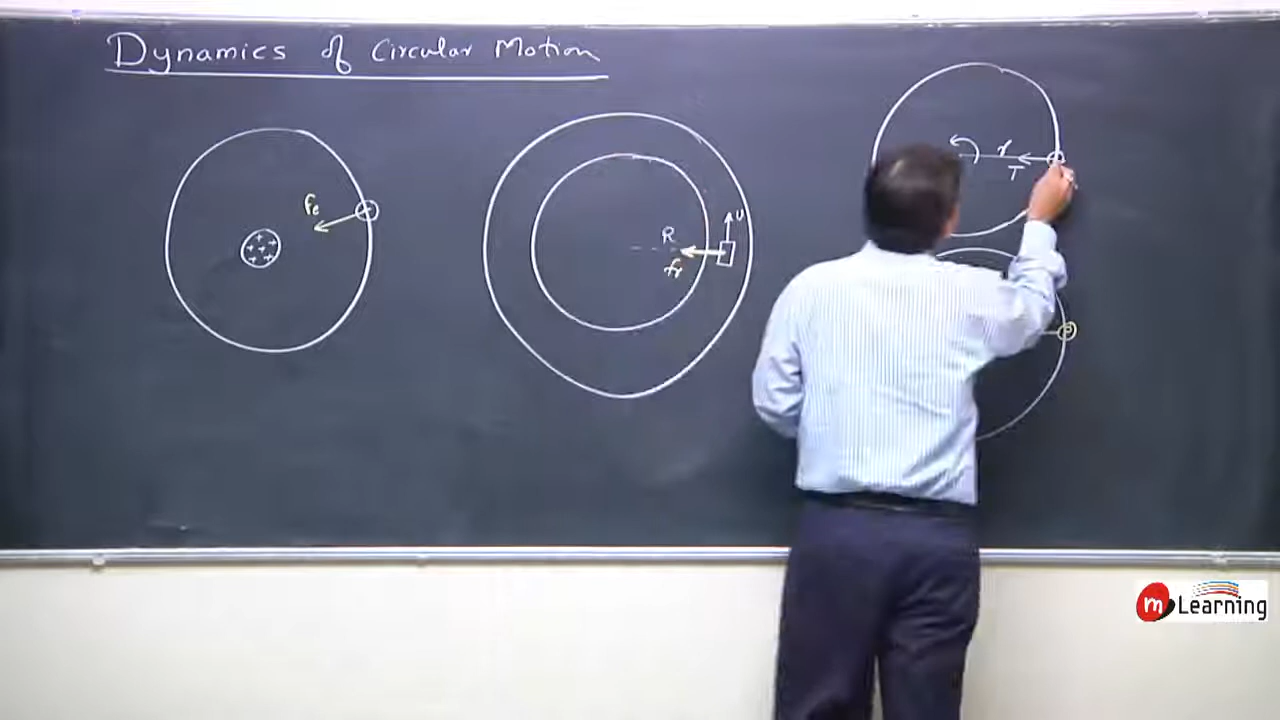 Dynamics of Circular Motion
fe
+ + + + + +
R
fr
u
r
T
m Learning